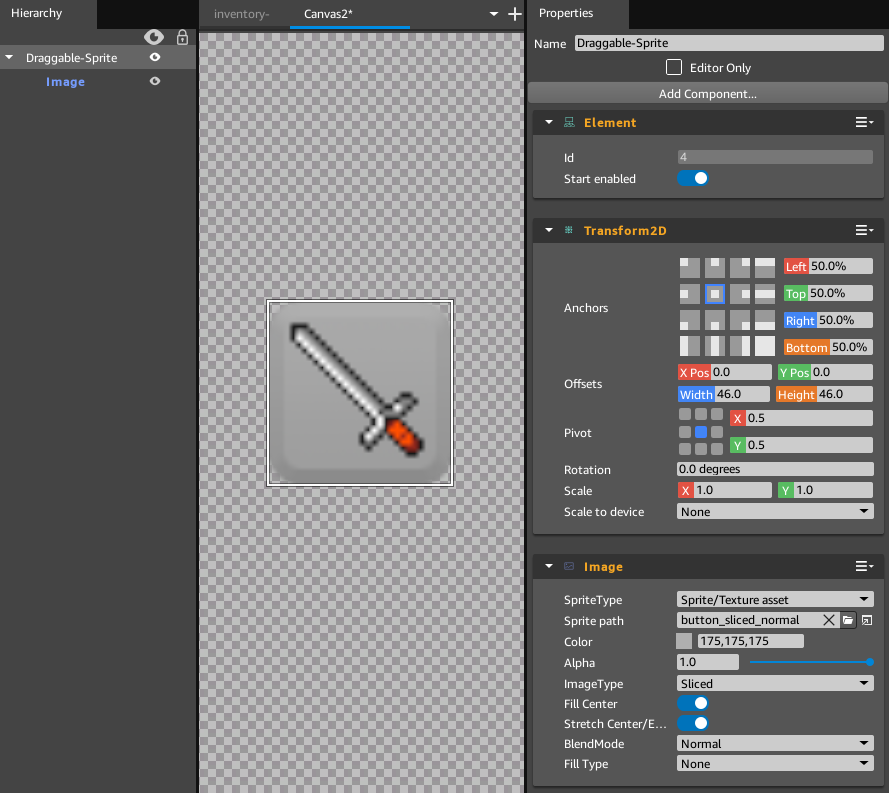 Hierarchy
Draggable-Sprite
Image
inventory-
Canvas2*
Properties
Name Draggable-Sprite
Editor Only
Add Component...
Element
Id 4
Start enabled
Transform2D
Anchors
Left 50.0%
Top 50.0%
Right 50.0%
Bottom 50.0%
Offsets
X Pos 0.0 Y Pos 0.0
Width 46.0 Height 46.0
Pivot
X 0.5
Y 0.5
Rotation 0.0 degrees
Scale X 1.0 Y 1.0
Scale to device None
Image
SpriteType Sprite/Texture asset
Sprite path button_sliced_normal
Color 175,175,175
Alpha 1.0
ImageType Sliced
Fill Center
Stretch Center/E...
BlendMode Normal
Fill Type None